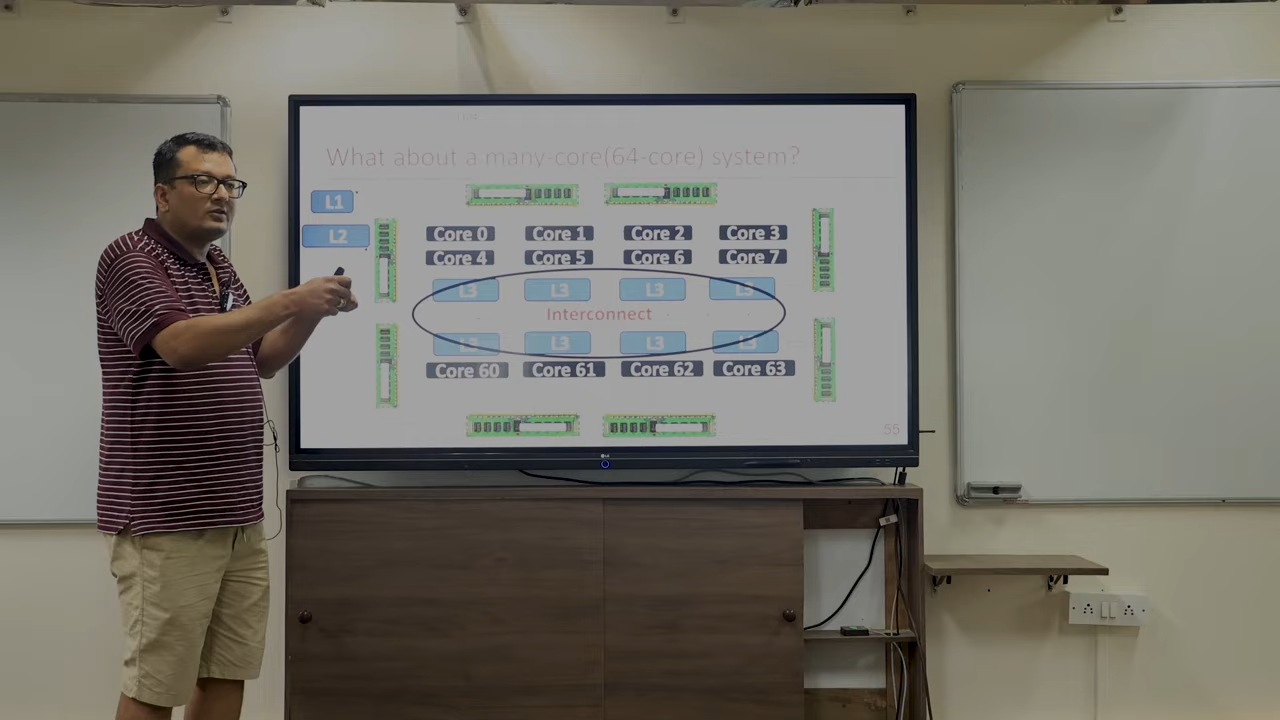 What about a many-core(64-core) system?
L1
L2
Core 0 Core 1 Core 2 Core 3
Core 4 Core 5 Core 6 Core 7
L3 L3 L3 L3
Interconnect
L3 L3 L3 L3
Core 60 Core 61 Core 62 Core 63
55
LG